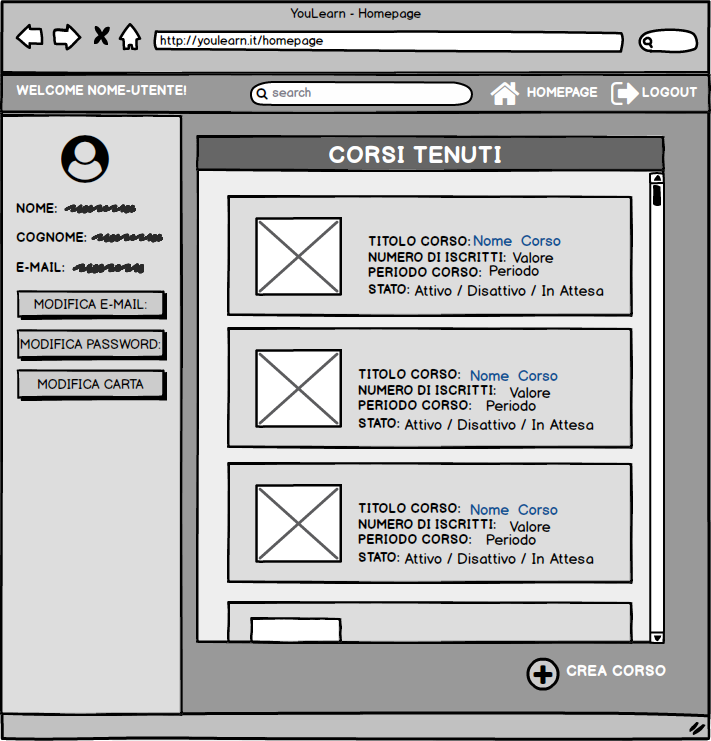 YouLearn - Homepage
http://youlearn.it/homepage
WELCOME NOME-UTENTE!
search
HOMEPAGE
LOGOUT
NOME:
COGNOME:
E-MAIL:
MODIFICA E-MAIL:
MODIFICA PASSWORD:
MODIFICA CARTA
CORSI TENUTI
TITOLO CORSO: Nome Corso
NUMERO DI ISCRITTI: Valore
PERIODO CORSO: Periodo
STATO: Attivo / Disattivo / In Attesa
TITOLO CORSO: Nome Corso
NUMERO DI ISCRITTI: Valore
PERIODO CORSO: Periodo
STATO: Attivo / Disattivo / In Attesa
TITOLO CORSO: Nome Corso
NUMERO DI ISCRITTI: Valore
PERIODO CORSO: Periodo
STATO: Attivo / Disattivo / In Attesa
CREA CORSO